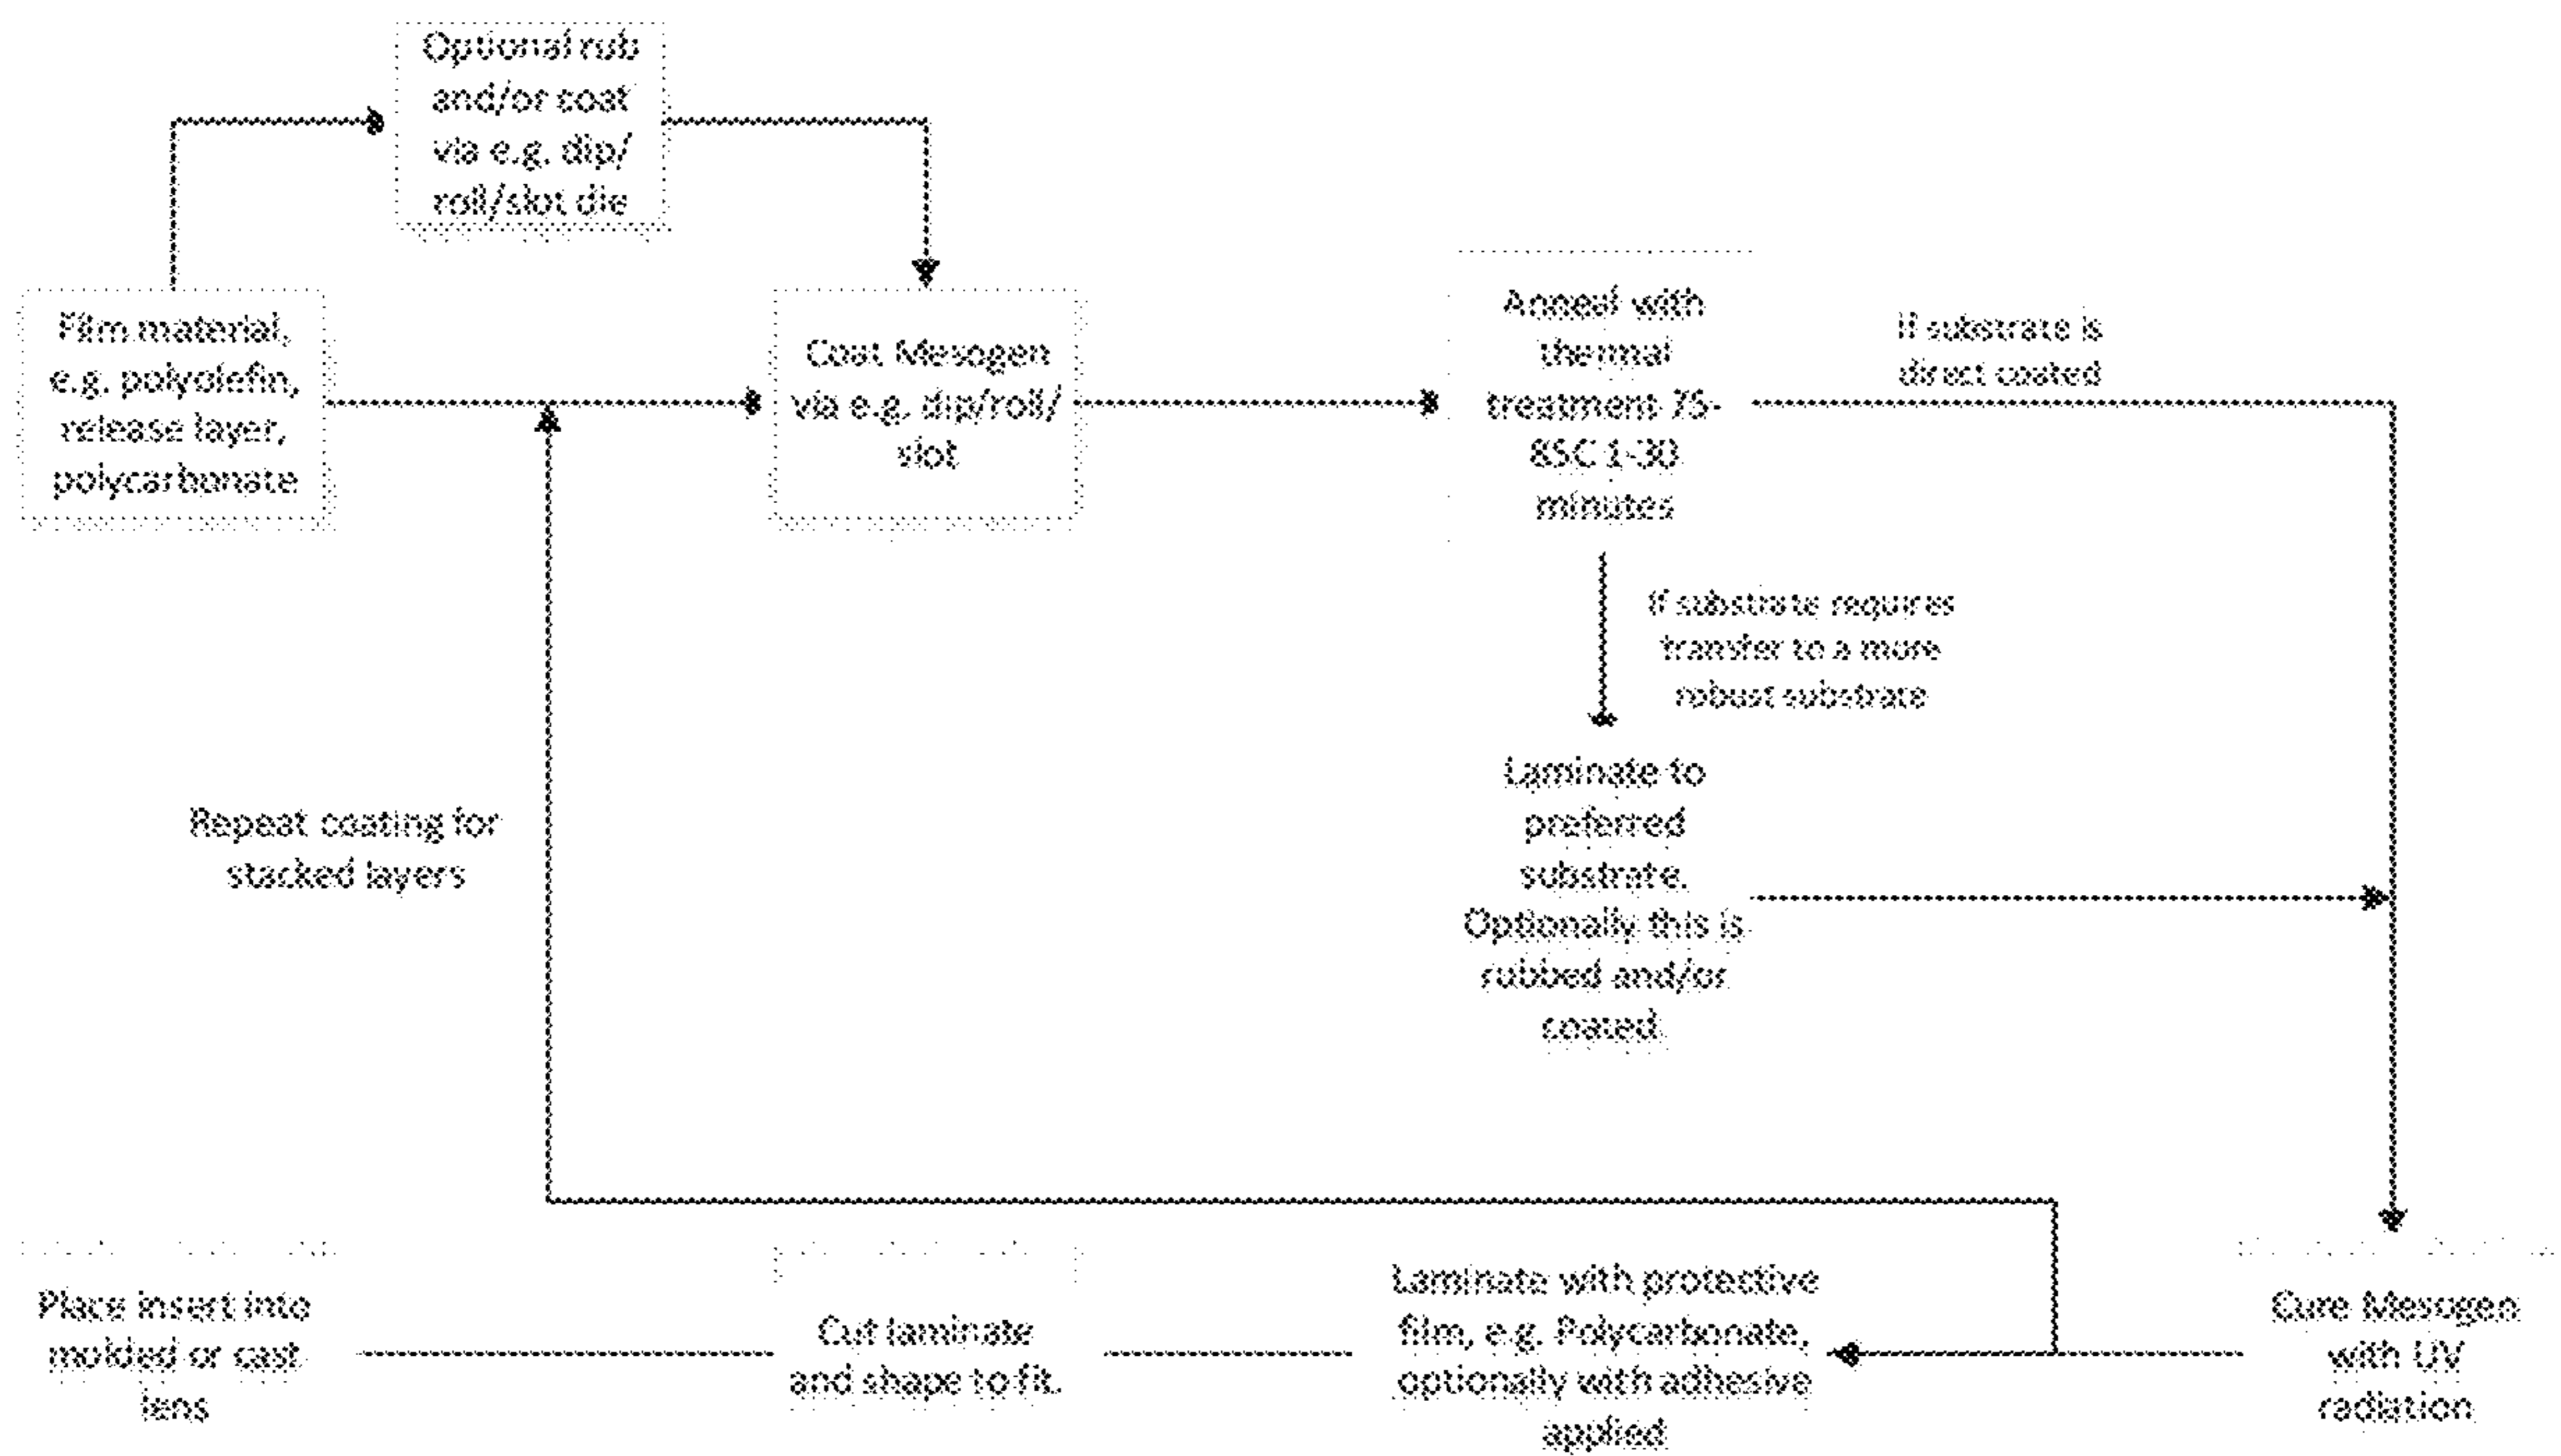 Optional rub
and/or coat
via e.g. dip/
roll/slot die
Film material,
e.g. polyolefin,
release layer,
polycarbonate
Coat Mesogen
via e.g. dip/roll/
slot
Anneal with
thermal
treatment 75-
85C 1-30
minutes
If substrate is
direct coated
If substrate requires
transfer to a more
robust substrate
Laminate to
preferred
substrate.
Optionally this is
rubbed and/or
coated.
Repeat coating for
stacked layers
Place insert into
molded or cast
lens
Cut laminate
and shape to fit.
Laminate with protective
film, e.g. Polycarbonate,
optionally with adhesive
applied
Cure Mesogen
with UV
radiation